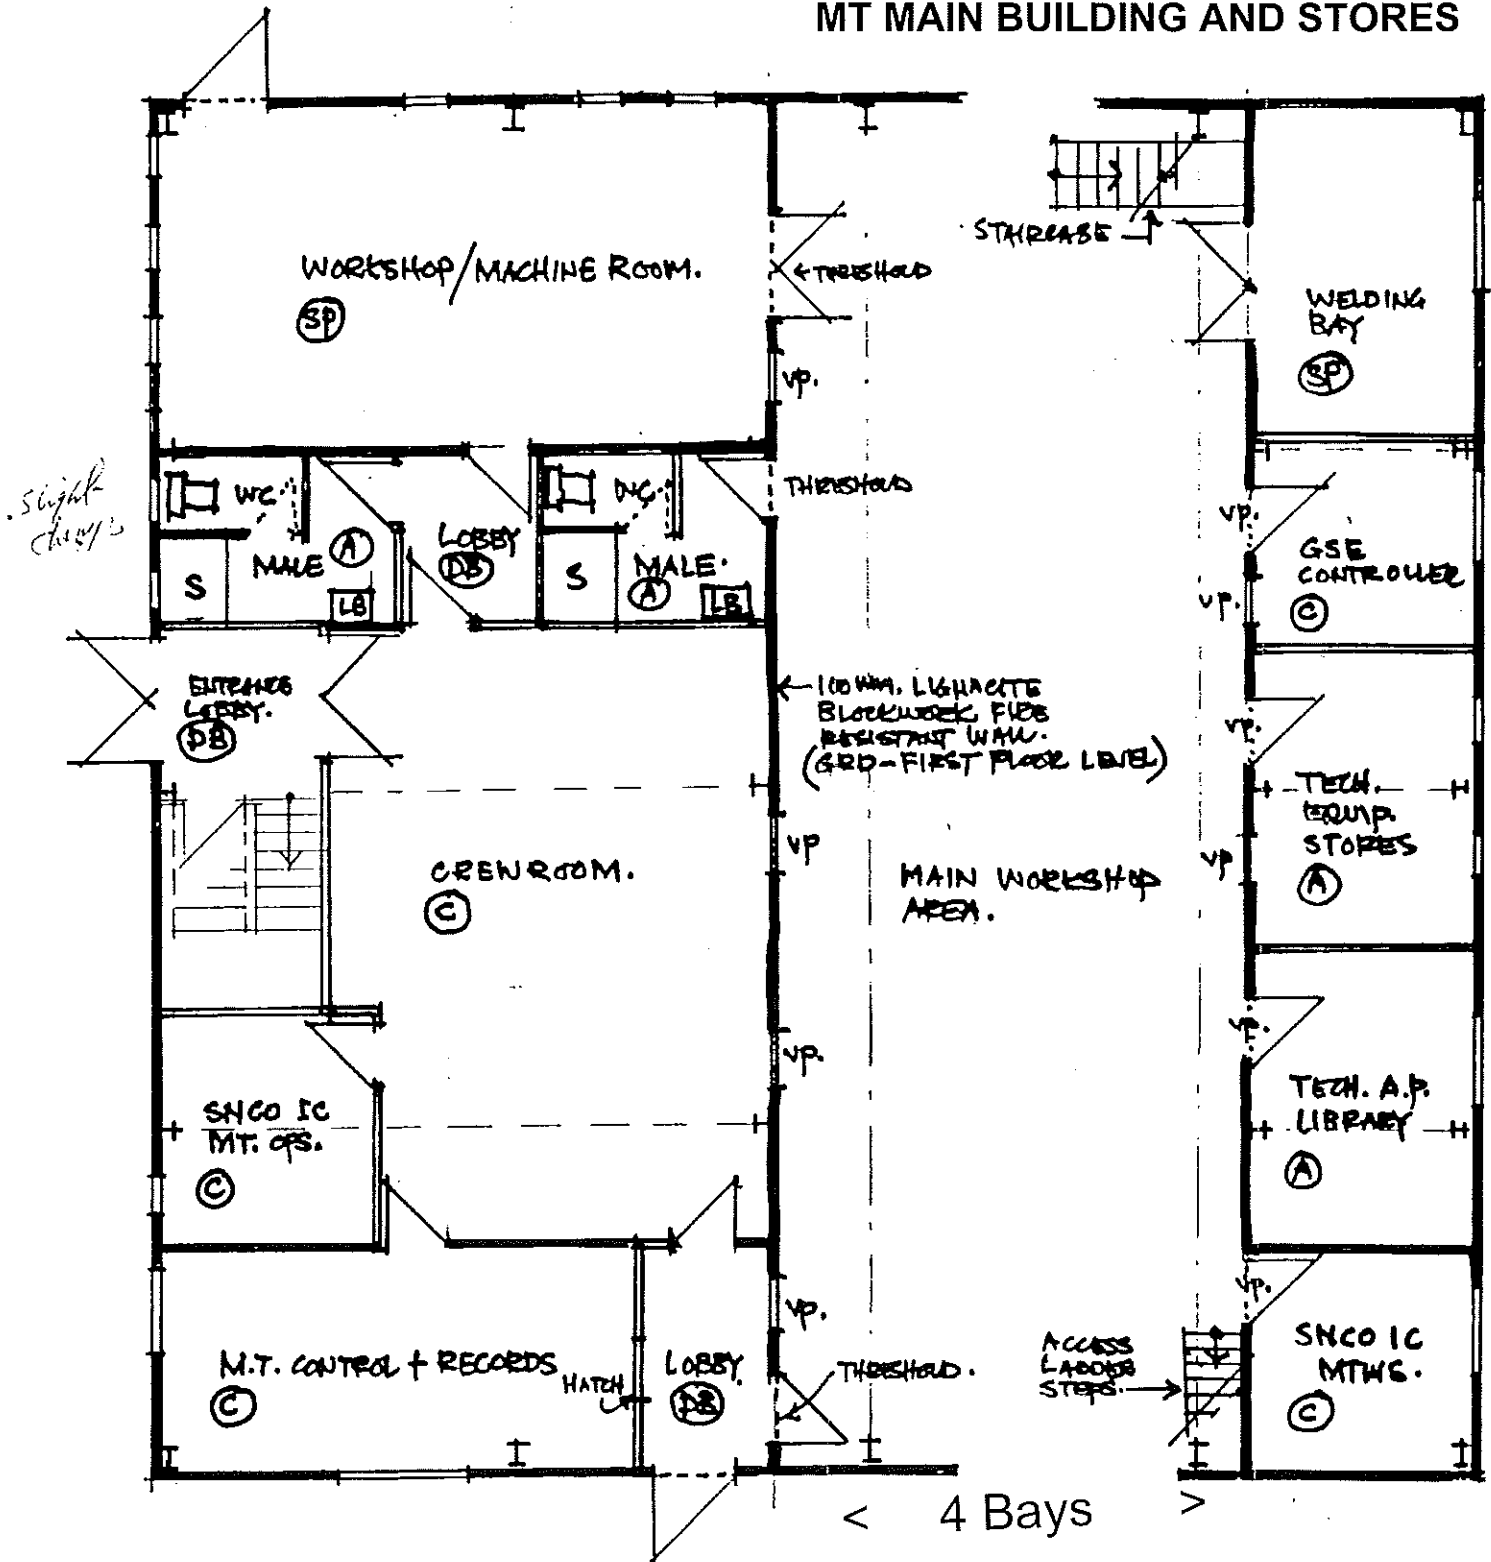 MT MAIN BUILDING AND STORES
STAIRCASE
WORKSHOP/MACHINE ROOM.
SP
THRESHOLD
WELDING
BAY
SP
VP.
WC.
MALE
A
S
LB
LOBBY
DB
WC.
MALE.
A
S
LB
THRESHOLD
VP.
GSE
CONTROLLER
C
VP.
slight
ENTRANCE
LOBBY.
DB
100 MM. LIGNACITE
BLOCKWORK FIRE
RESISTANT WALL.
(GRD-FIRST FLOOR LEVEL)
VP.
TECH.
EQUIP.
STORES
A
VP
CREWROOM.
C
VP
MAIN WORKSHOP
AREA.
VP.
VP.
TECH. A.P.
LIBRARY
A
SNCO IC
MT. OPS.
C
VP.
VP.
SNCO IC
MTWS.
C
M.T. CONTROL + RECORDS
C
HATCH
LOBBY
DB
THRESHOLD.
ACCESS
LADDER
STEPS.
< 4 Bays >